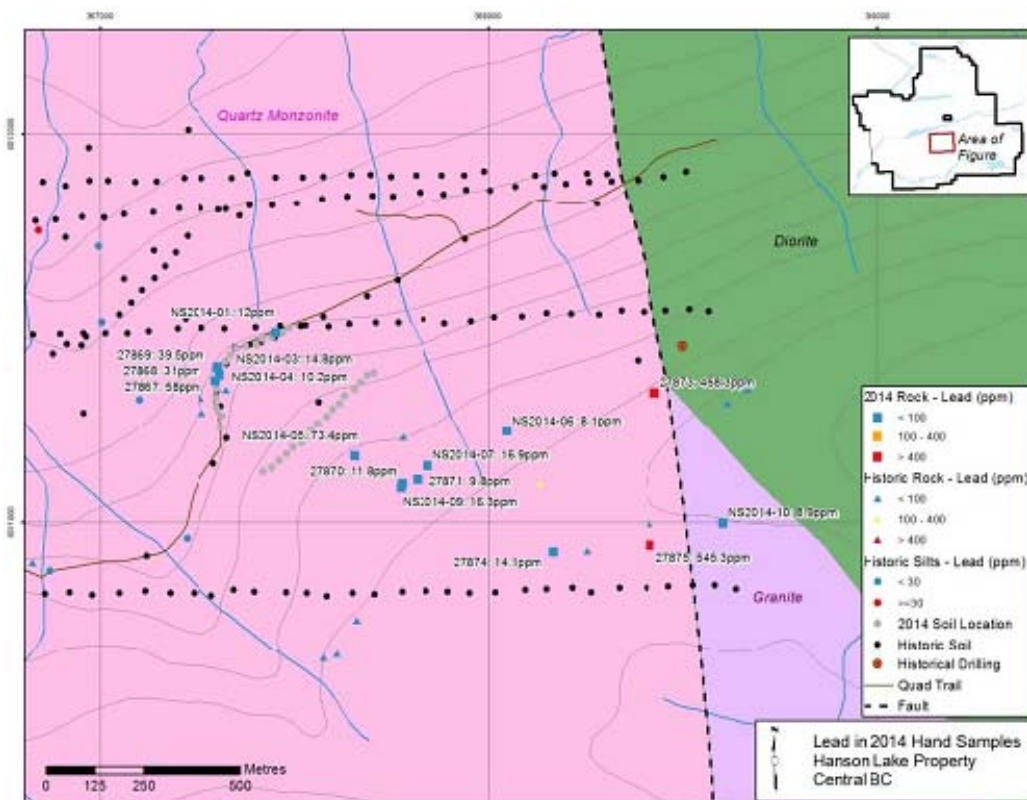 367000
Quartz Monzonite
Area of
Figure
Diorite
NS2014-01: 12ppm
27869: 39.5ppm
NS2014-03: 14.8ppm
27868: 31ppm
NS2014-04: 10.2ppm
27867: 58ppm
NS2014-05: 73.4ppm
NS2014-06: 8.1ppm
NS2014-07: 16.9ppm
27870: 11.8ppm
27871: 9.8ppm
NS2014-09: 16.3ppm
NS2014-10: 8.9ppm
27874: 14.1ppm
27875: 545.3ppm
Granite
2014 Rock - Lead (ppm)
< 100
100 - 400
> 400
Historic Rock - Lead (ppm)
< 100
100 - 400
> 400
Historic Silts - Lead (ppm)
< 30
>=30
2014 Soil Location
Historic Soil
Historical Drilling
Quad Trail
Fault
Metres
0 125 250 500
Lead in 2014 Hand Samples
Hanson Lake Property
Central BC